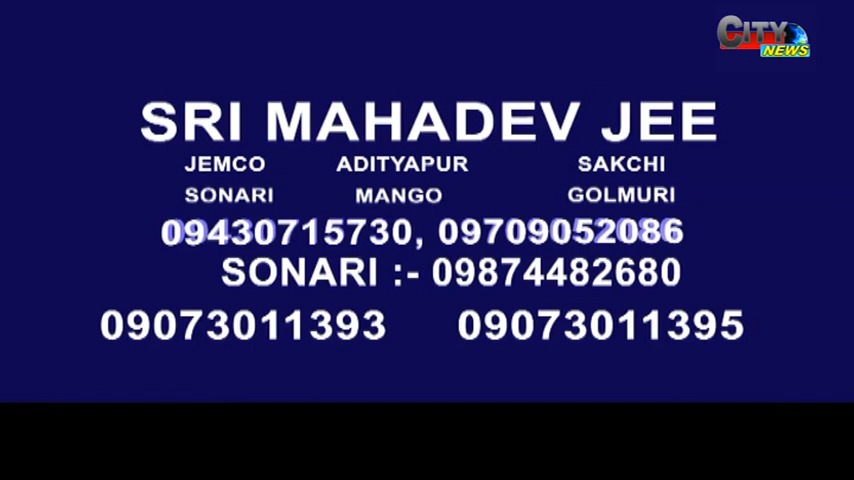 CITY
NEWS
SRI MAHADEV JEE
JEMCO ADITYAPUR SAKCHI
SONARI MANGO GOLMURI
09430715730, 09709052086
SONARI :- 09874482680
09073011393 09073011395